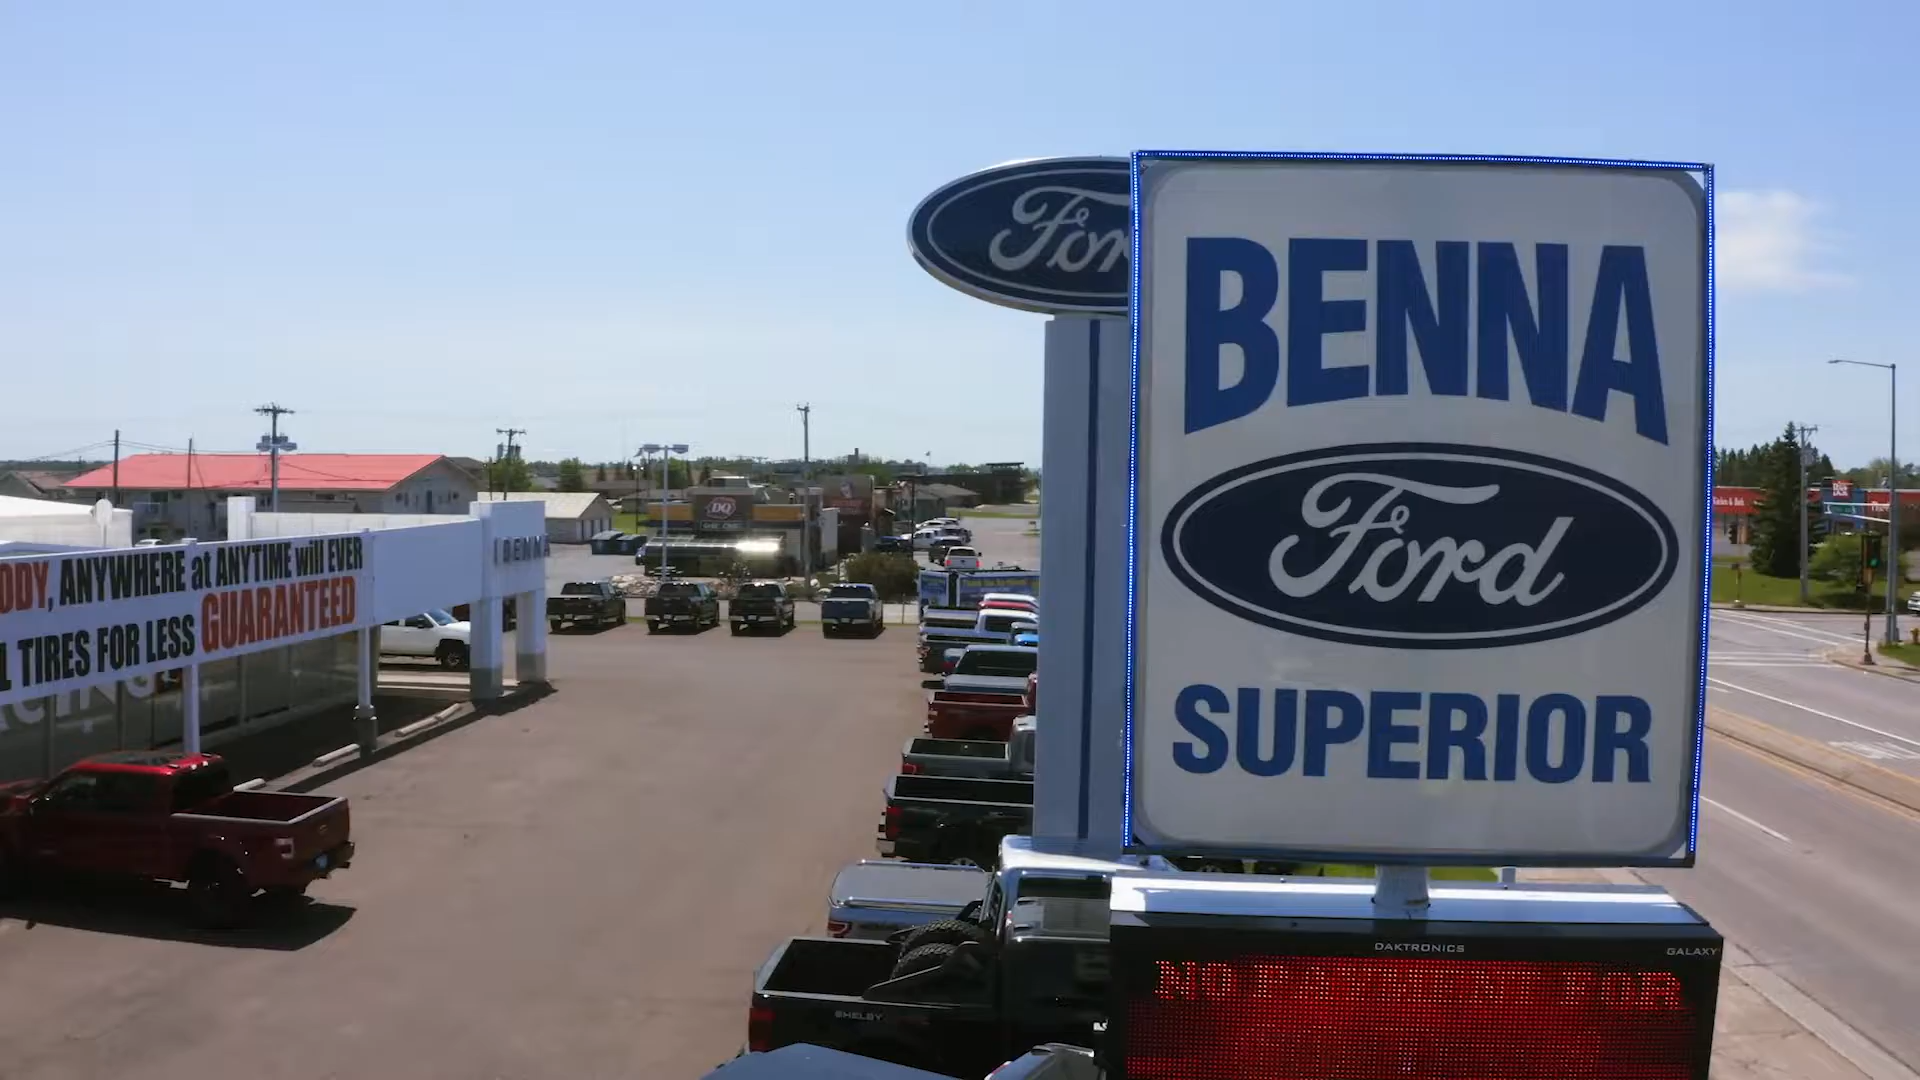 BENNA
Ford
SUPERIOR
For
DAKTRONICS
GALAXY
NO PAYMENT FOR
ODY, ANYWHERE at ANYTIME will EVER
L TIRES FOR LESS GUARANTEED
BENNA
DQ
SHELBY